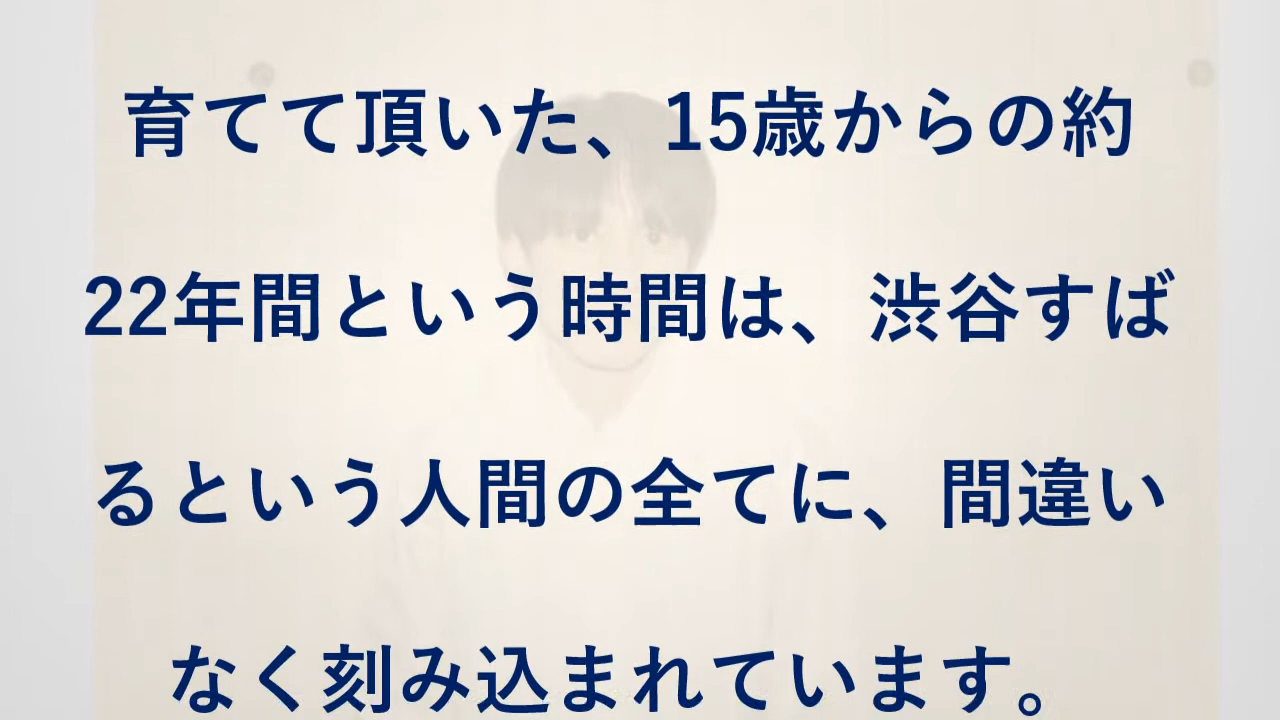 育てて頂いた、15歳からの約
22年間という時間は、渋谷すば
るという人間の全てに、間違い
なく刻み込まれています。